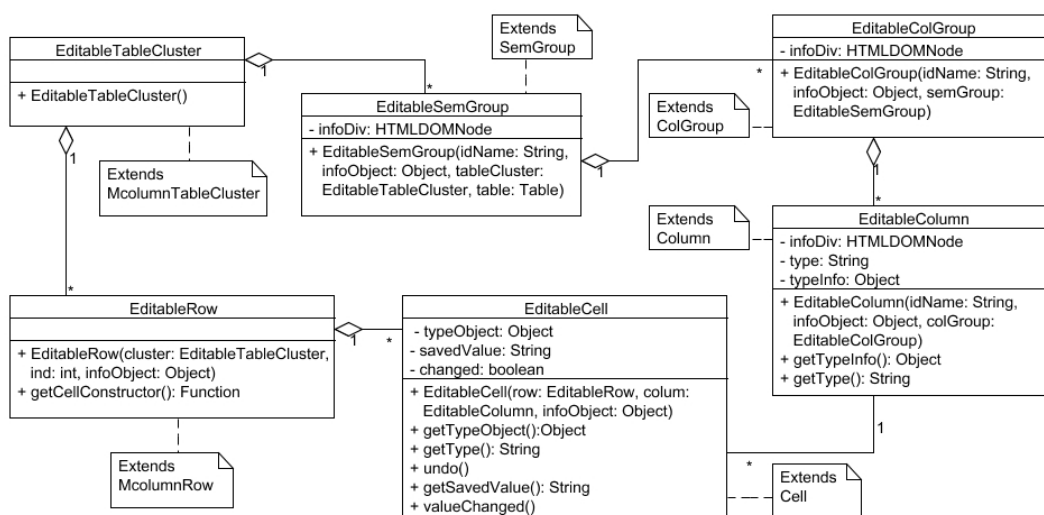 EditableTableCluster
+ EditableTableCluster()
1
*
1
*
Extends
McolumnTableCluster
Extends
SemGroup
EditableSemGroup
- infoDiv: HTMLDOMNode
+ EditableSemGroup(idName: String,
infoObject: Object, tableCluster:
EditableTableCluster, table: Table)
1
*
EditableColGroup
- infoDiv: HTMLDOMNode
+ EditableColGroup(idName: String,
infoObject: Object, semGroup:
EditableSemGroup)
Extends
ColGroup
1
*
Extends
Column
EditableColumn
- infoDiv: HTMLDOMNode
- type: String
- typeInfo: Object
+ EditableColumn(idName: String,
infoObject: Object, colGroup:
EditableColGroup)
+ getTypeInfo(): Object
+ getType(): String
1
*
EditableRow
+ EditableRow(cluster: EditableTableCluster,
ind: int, infoObject: Object)
+ getCellConstructor(): Function
1
*
Extends
McolumnRow
EditableCell
- typeObject: Object
- savedValue: String
- changed: boolean
+ EditableCell(row: EditableRow, colum:
EditableColumn, infoObject: Object)
+ getTypeObject():Object
+ getType(): String
+ undo()
+ getSavedValue(): String
+ valueChanged()
Extends
Cell